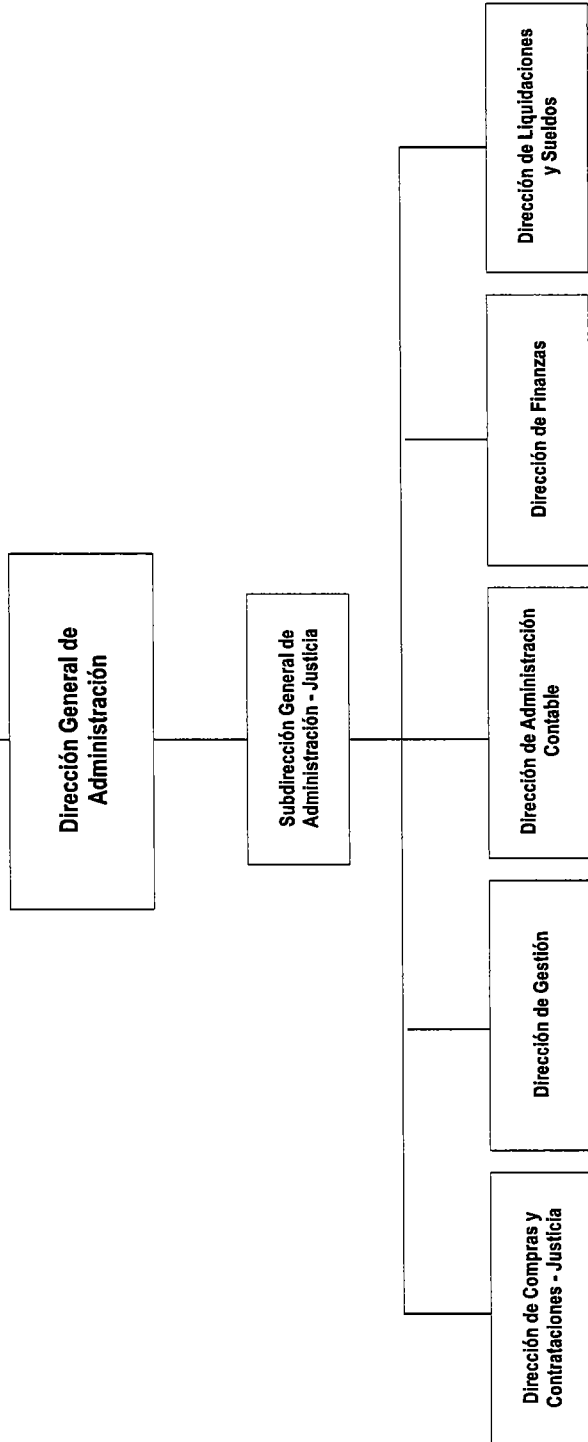 Dirección General de
Administración
Subdirección General de
Administración - Justicia
Dirección de Compras y
Contrataciones - Justicia
Dirección de Gestión
Dirección de Administración
Contable
Dirección de Finanzas
Dirección de Liquidaciones
y Sueldos